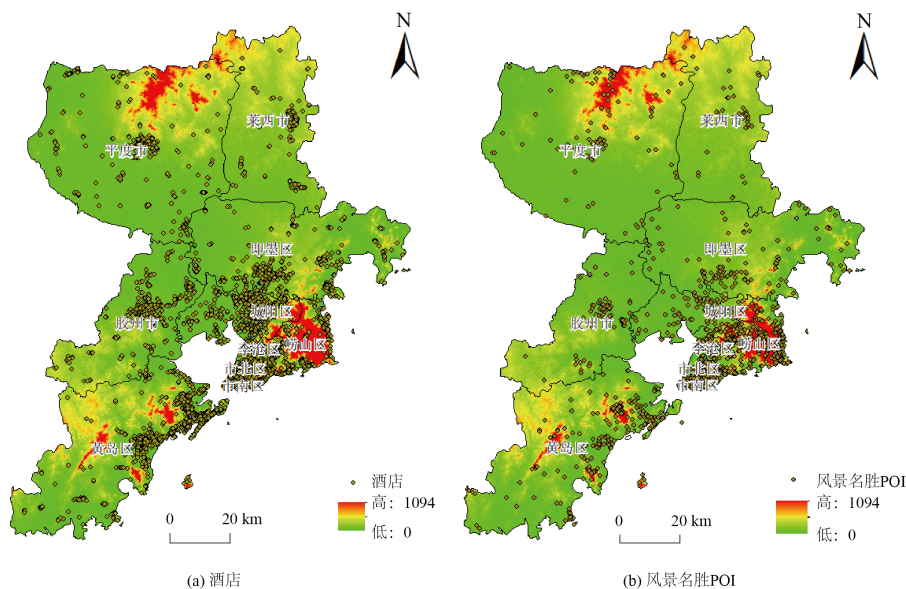 N
莱西市
平度市
即墨区
城阳区
胶州市
崂山区
李沧区
市北区
市南区
黄岛区
酒店
高：1094
低：0
0 20 km
(a) 酒店
N
莱西市
平度市
即墨区
城阳区
胶州市
崂山区
李沧区
市北区
市南区
黄岛区
风景名胜POI
高：1094
低：0
0 20 km
(b) 风景名胜POI